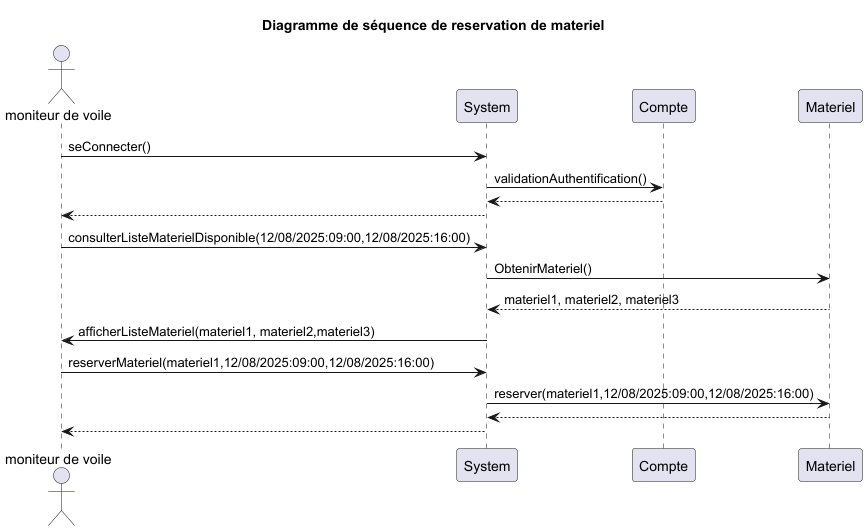 Diagramme de séquence de reservation de materiel
moniteur de voile
System
Compte
Materiel
seConnecter()
validationAuthentification()
consulterListeMaterielDisponible(12/08/2025:09:00,12/08/2025:16:00)
ObtenirMateriel()
materiel1, materiel2, materiel3
afficherListeMateriel(materiel1, materiel2,materiel3)
reserverMateriel(materiel1,12/08/2025:09:00,12/08/2025:16:00)
reserver(materiel1,12/08/2025:09:00,12/08/2025:16:00)
moniteur de voile
System
Compte
Materiel